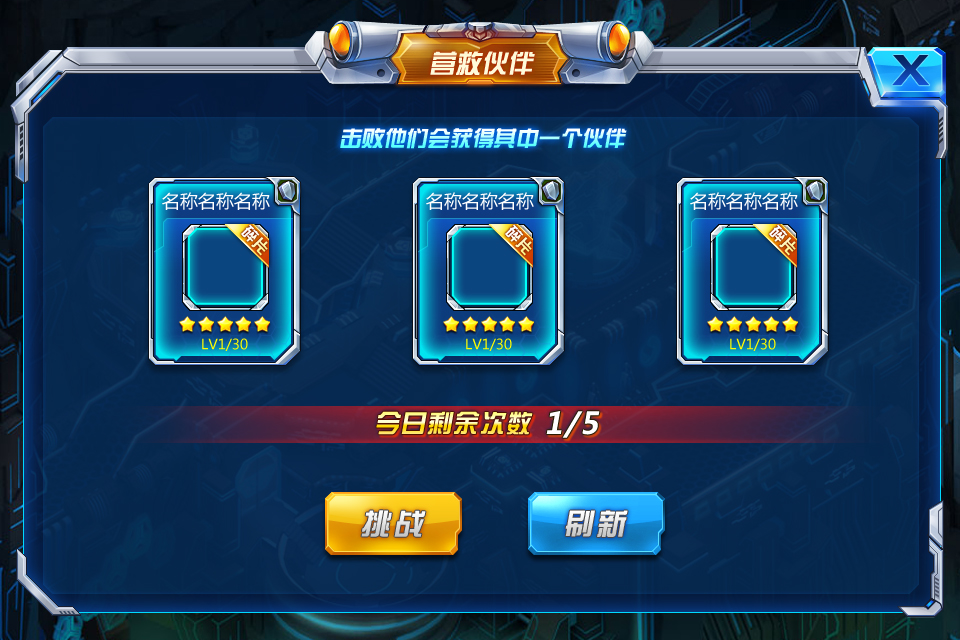 营救伙伴
X
击败他们会获得其中一个伙伴
名称名称名称
碎片
LV1/30
名称名称名称
碎片
LV1/30
名称名称名称
碎片
LV1/30
今日剩余次数 1/5
挑战
刷新